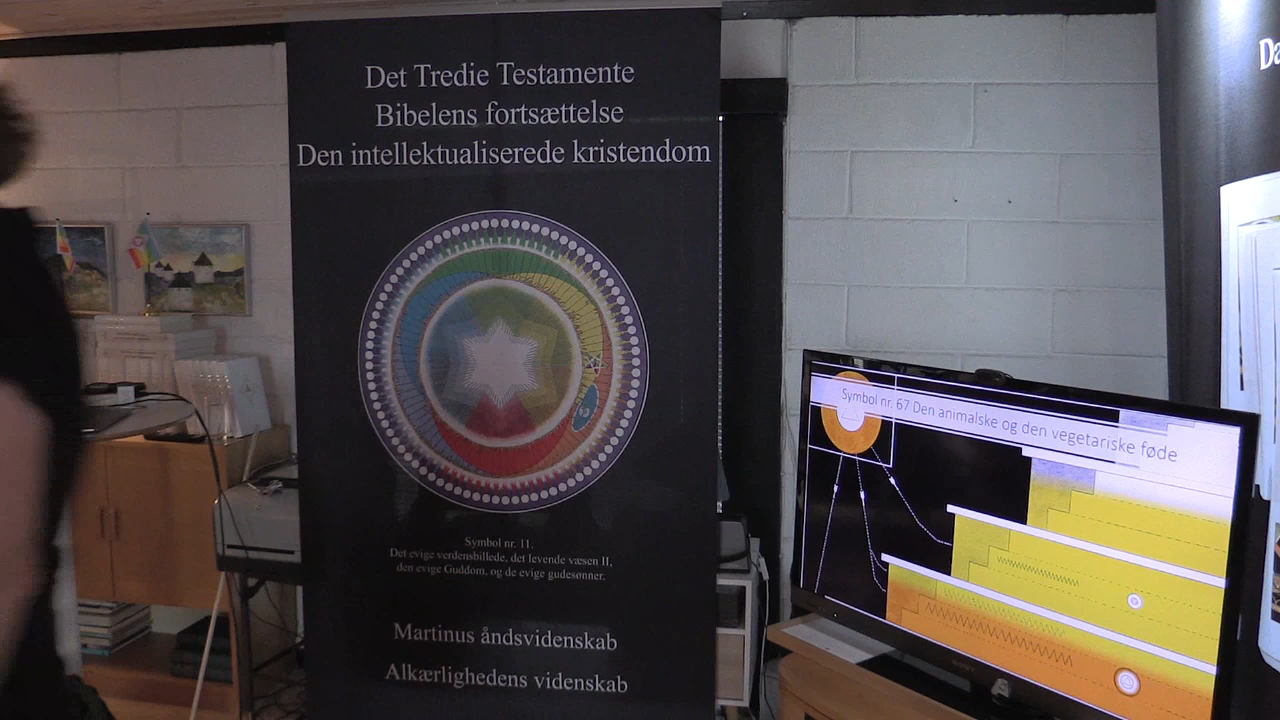 Det Tredie Testamente
Bibelens fortsættelse
Den intellektualiserede kristendom
Symbol nr. 11.
Det evige verdensbillede, det levende væsen II,
den evige Guddom, og de evige gudesønner.
Martinus åndsvidenskab
Alkærlighedens videnskab
Symbol nr. 67 Den animalske og den vegetariske føde
Da